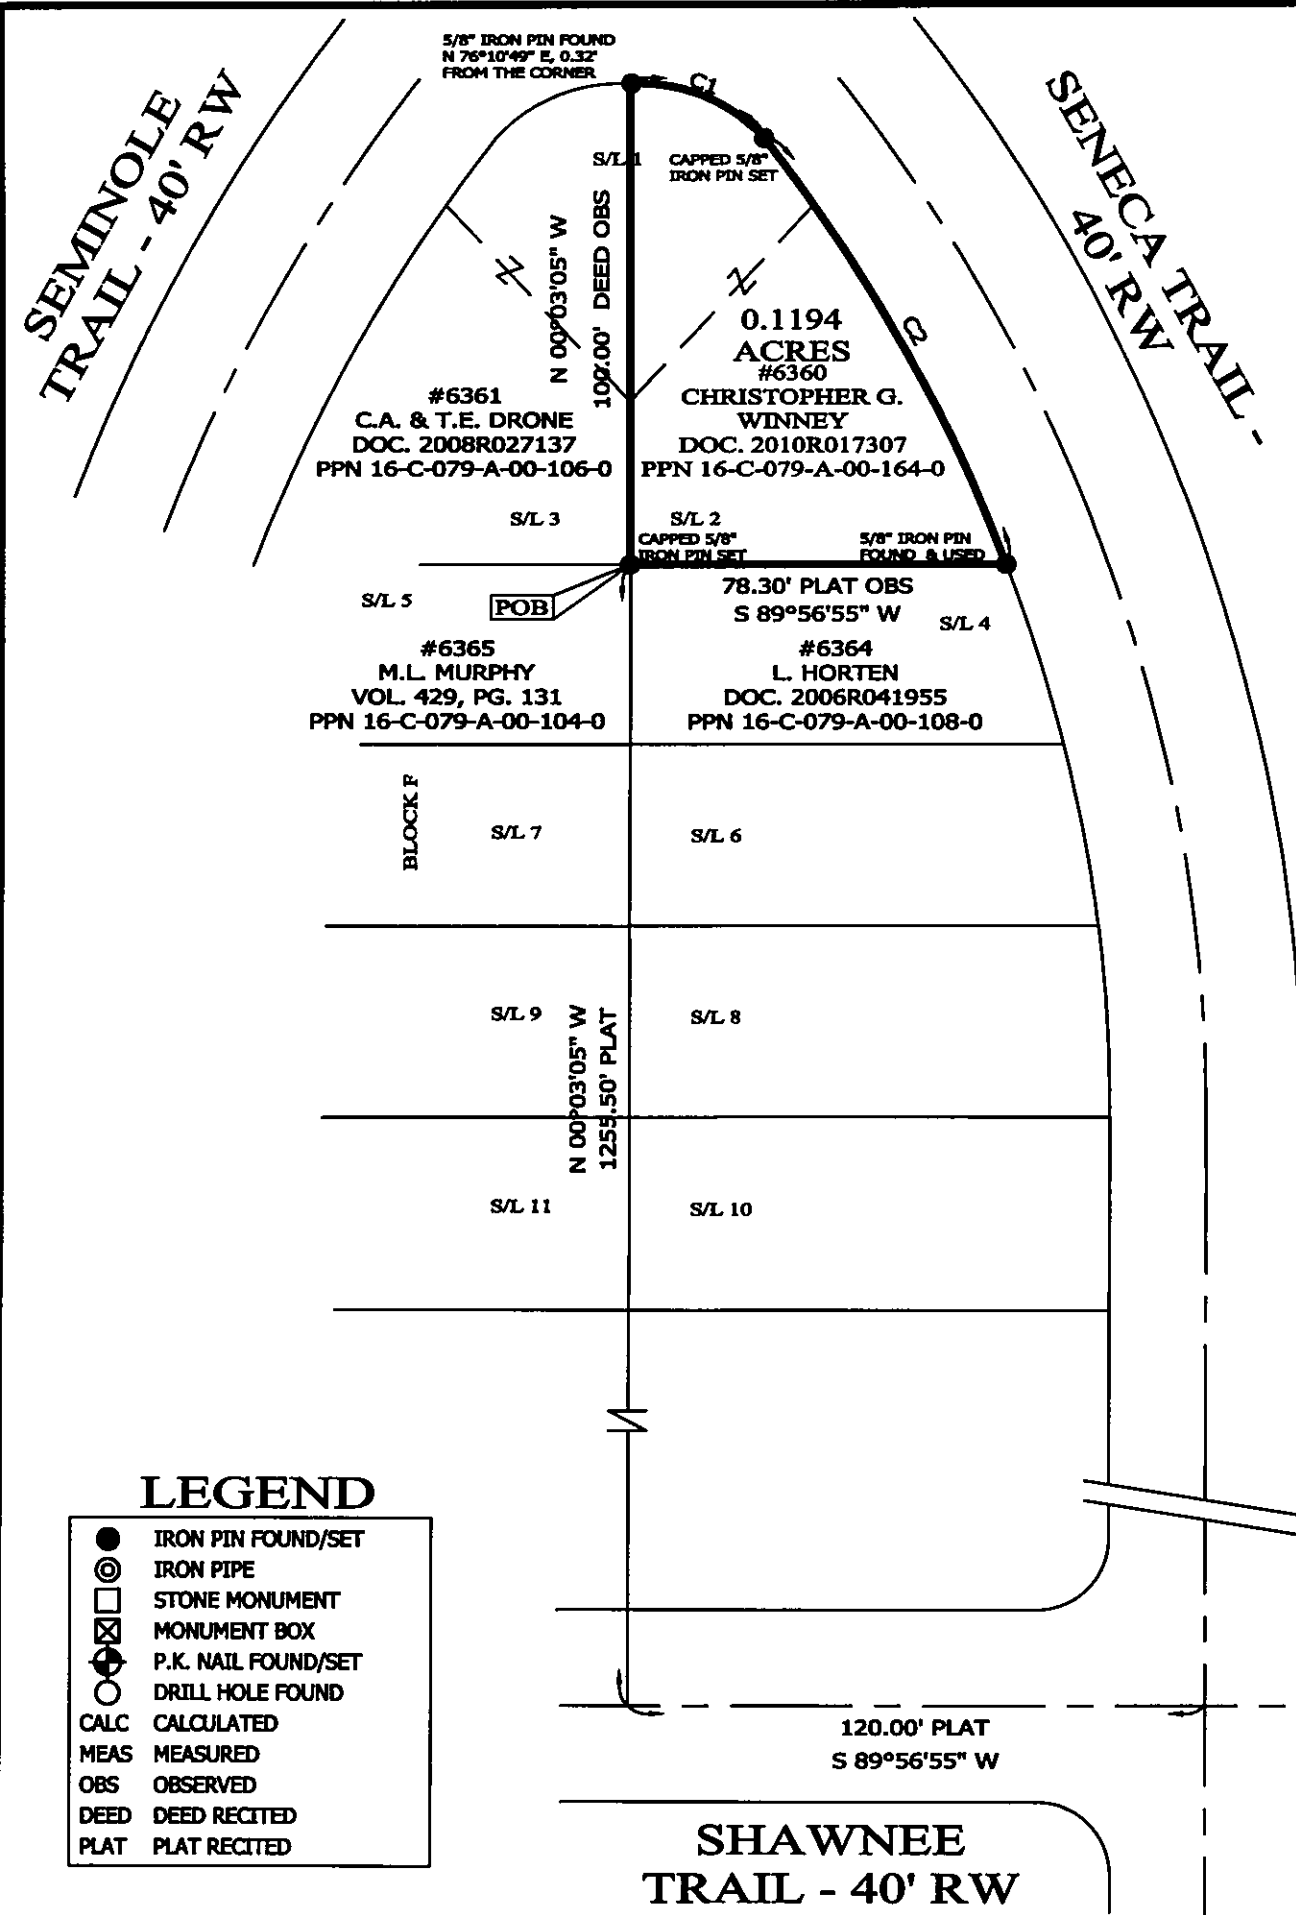 5/8" IRON PIN FOUND
N 76°10'49" E, 0.32'
FROM THE CORNER
SEMINOLE
TRAIL - 40' RW
SENECA TRAIL -
40' RW
C1
S/L 1
CAPPED 5/8"
IRON PIN SET
N 00°03'05" W
100.00' DEED OBS
C2
0.1194
ACRES
#6360
CHRISTOPHER G.
WINNEY
DOC. 2010R017307
PPN 16-C-079-A-00-164-0
#6361
C.A. & T.E. DRONE
DOC. 2008R027137
PPN 16-C-079-A-00-106-0
S/L 3
S/L 2
CAPPED 5/8"
IRON PIN SET
5/8" IRON PIN
FOUND & USED
78.30' PLAT OBS
S 89°56'55" W
S/L 5
POB
S/L 4
#6365
M.L. MURPHY
VOL. 429, PG. 131
PPN 16-C-079-A-00-104-0
#6364
L. HORTEN
DOC. 2006R041955
PPN 16-C-079-A-00-108-0
BLOCK F
S/L 7
S/L 6
S/L 9
S/L 8
N 00°03'05" W
1255.50' PLAT
S/L 11
S/L 10
LEGEND
IRON PIN FOUND/SET
IRON PIPE
STONE MONUMENT
MONUMENT BOX
P.K. NAIL FOUND/SET
DRILL HOLE FOUND
CALC CALCULATED
MEAS MEASURED
OBS OBSERVED
DEED DEED RECITED
PLAT PLAT RECITED
120.00' PLAT
S 89°56'55" W
SHAWNEE
TRAIL - 40' RW